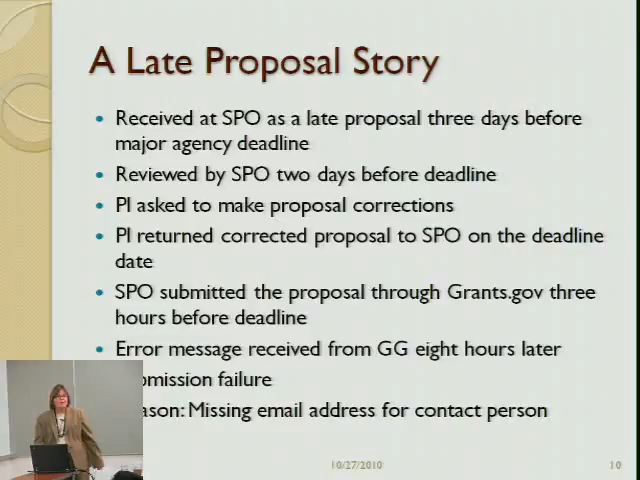 A Late Proposal Story
Received at SPO as a late proposal three days before
major agency deadline
Reviewed by SPO two days before deadline
PI asked to make proposal corrections
PI returned corrected proposal to SPO on the deadline
date
SPO submitted the proposal through Grants.gov three
hours before deadline
Error message received from GG eight hours later
omission failure
ason: Missing email address for contact person
10/27/2010
10